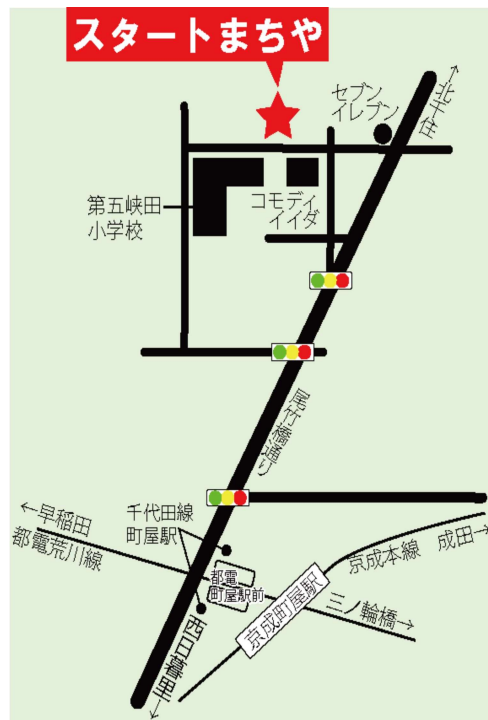 スタートまちや
セブン
イレブン
←北千住
第五峡田
小学校
コモディ
イイダ
尾竹橋通り
←早稲田
都電荒川線
千代田線
町屋駅
都電
町屋駅前
京成町屋駅
京成本線
成田→
三ノ輪橋→
西日暮里→